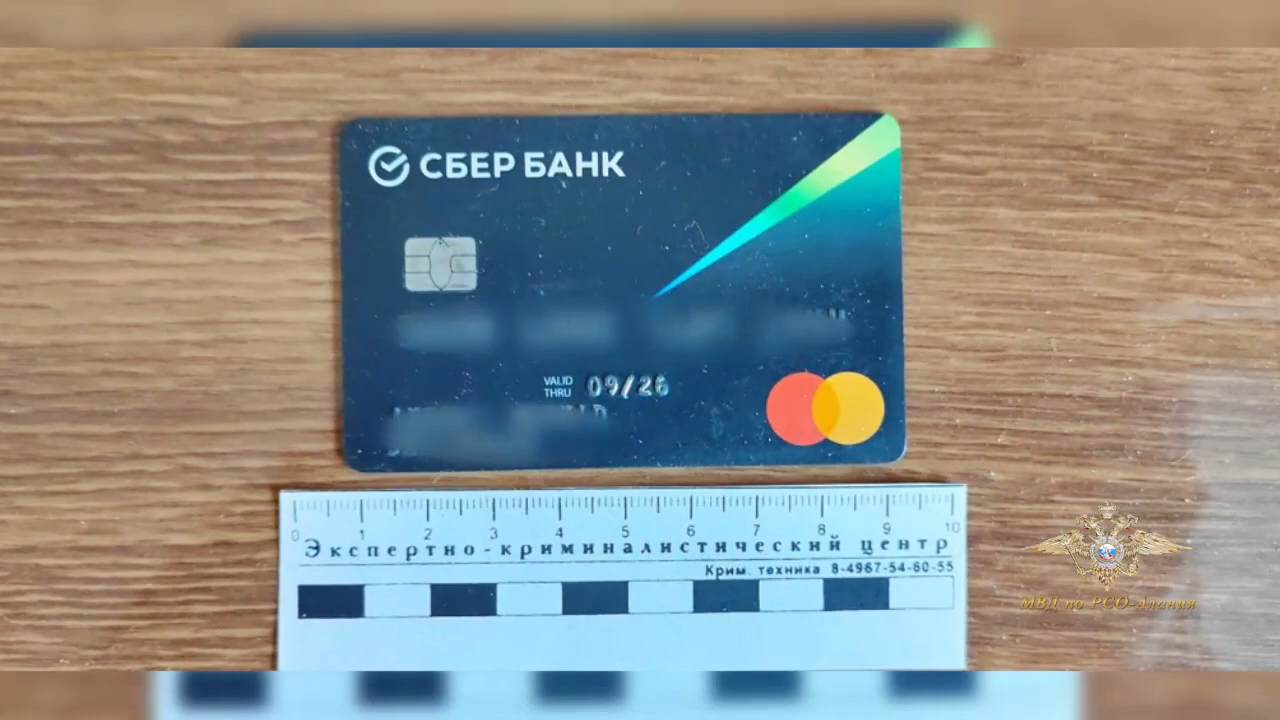 СБЕР БАНК
VALID
THRU
09/26
0 1 2 3 4 5 6 7 8 9 10
Экспертно-криминалистический центр
Крим. техника 8-4967-54-60-55
МВД по РСО-Алания